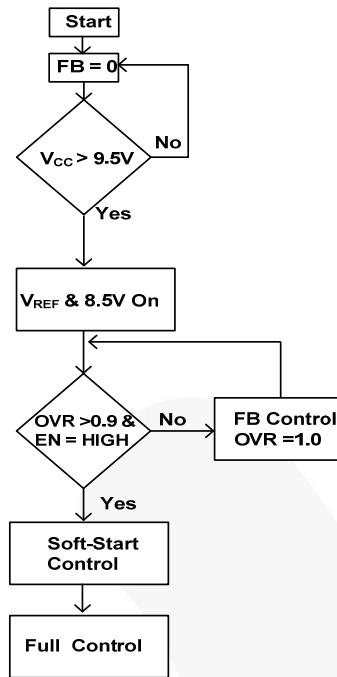 Start
FB = 0
No
VCC > 9.5V
Yes
VREF & 8.5V On
OVR >0.9 &
EN = HIGH
No
FB Control
OVR =1.0
Yes
Soft-Start
Control
Full Control